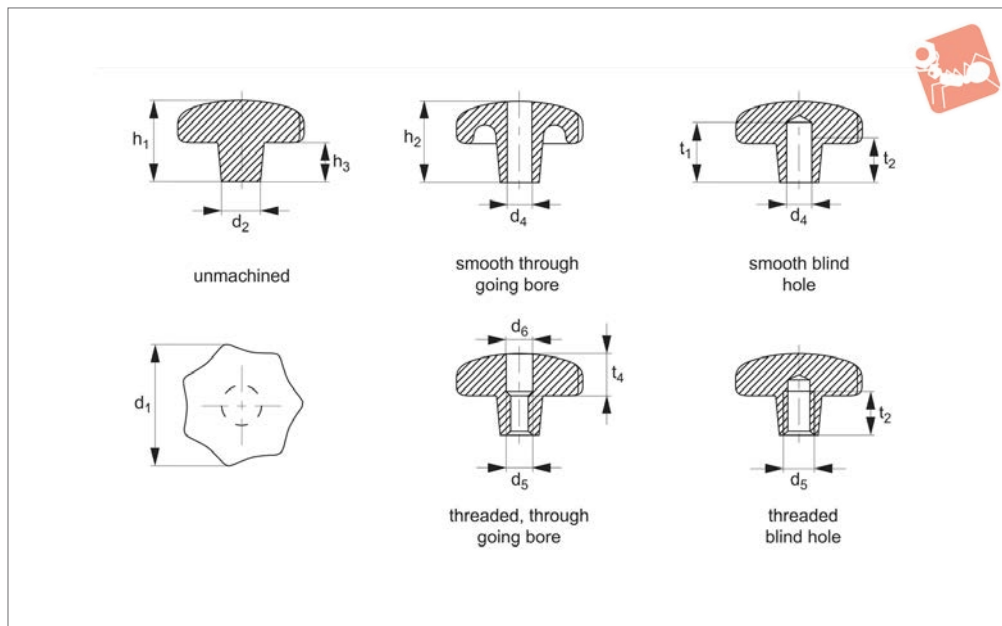 h1
h3
d2
unmachined
h2
d4
smooth through
going bore
t1
t2
d4
smooth blind
hole
d1
d6
t4
d5
threaded, through
going bore
t2
d5
threaded
blind hole